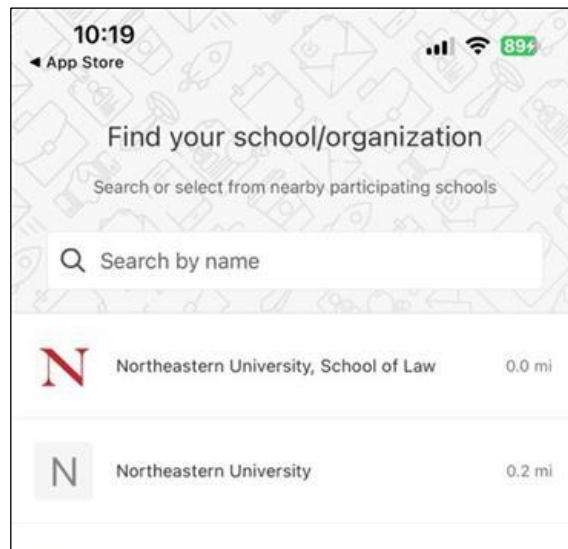 10:19
◀ App Store
89
Find your school/organization
Search or select from nearby participating schools
Search by name
N
Northeastern University, School of Law 0.0 mi
N
Northeastern University 0.2 mi